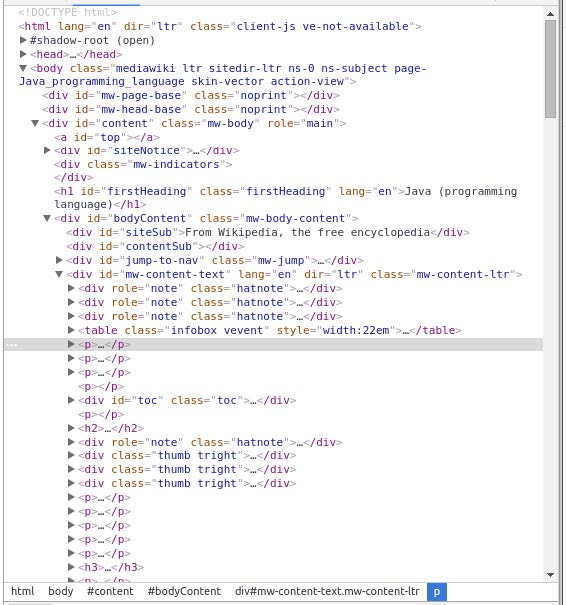 <!DOCTYPE html>
<html lang="en" dir="ltr" class="client-js ve-not-available">
#shadow-root (open)
<head>…</head>
<body class="mediawiki ltr sitedir-ltr ns-0 ns-subject page-
Java_programming_language skin-vector action-view">
<div id="mw-page-base" class="noprint"></div>
<div id="mw-head-base" class="noprint"></div>
<div id="content" class="mw-body" role="main">
<a id="top"></a>
<div id="siteNotice">…</div>
<div class="mw-indicators">
</div>
<h1 id="firstHeading" class="firstHeading" lang="en">Java (programming
language)</h1>
<div id="bodyContent" class="mw-body-content">
<div id="siteSub">From Wikipedia, the free encyclopedia</div>
<div id="contentSub"></div>
<div id="jump-to-nav" class="mw-jump">…</div>
<div id="mw-content-text" lang="en" dir="ltr" class="mw-content-ltr">
<div role="note" class="hatnote">…</div>
<div role="note" class="hatnote">…</div>
<div role="note" class="hatnote">…</div>
<table class="infobox vevent" style="width:22em">…</table>
… <p>…</p>
<p>…</p>
<p>…</p>
<p></p>
<div id="toc" class="toc">…</div>
<p></p>
<h2>…</h2>
<div role="note" class="hatnote">…</div>
<div class="thumb tright">…</div>
<div class="thumb tright">…</div>
<div class="thumb tright">…</div>
<p>…</p>
<p>…</p>
<p>…</p>
<p>…</p>
<p>…</p>
<h3>…</h3>
<p>…</p>
html body #content #bodyContent div#mw-content-text.mw-content-ltr p